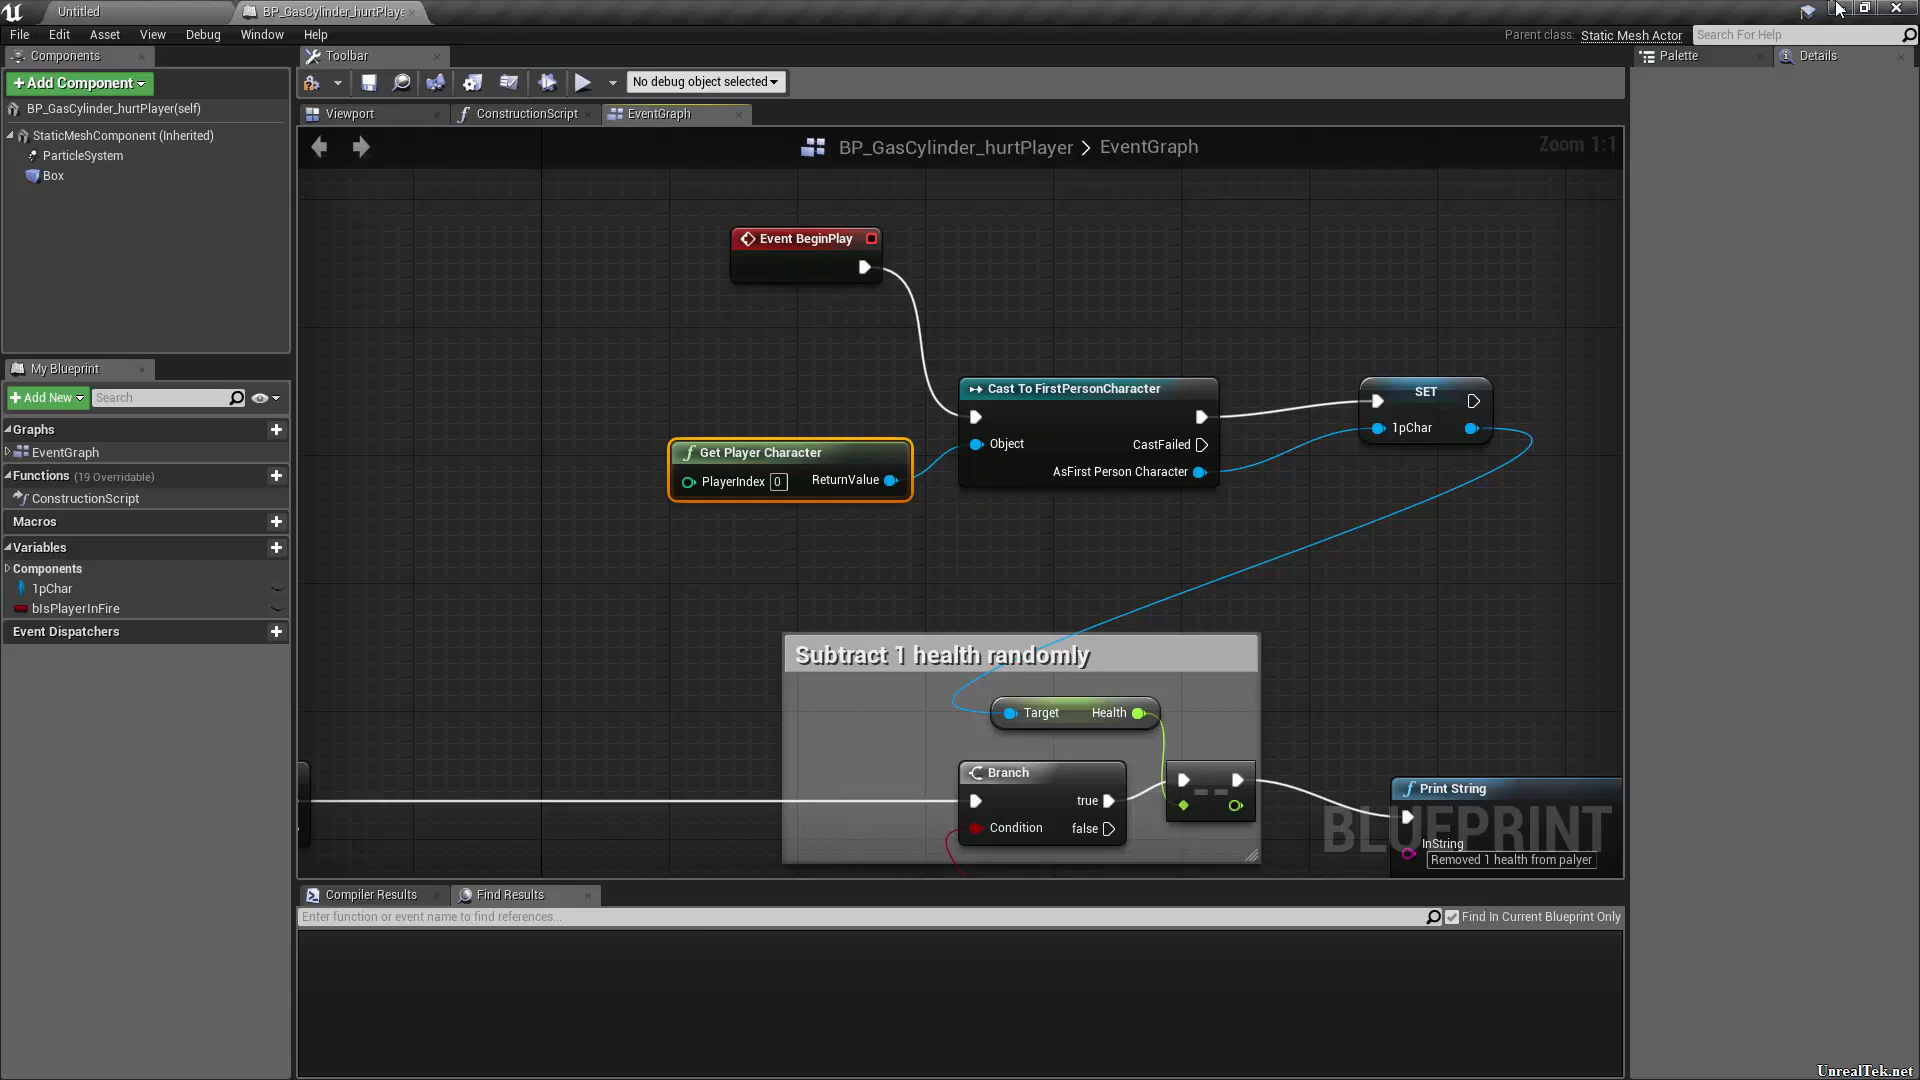 Untitled
BP_GasCylinder_hurtPlaye
File Edit Asset View Debug Window Help
Parent class: Static Mesh Actor
Search For Help
Components
Toolbar
Palette
Details
+Add Component
No debug object selected
BP_GasCylinder_hurtPlayer(self)
Viewport
ConstructionScript
EventGraph
StaticMeshComponent (Inherited)
ParticleSystem
Box
BP_GasCylinder_hurtPlayer > EventGraph
Zoom 1:1
Event BeginPlay
My Blueprint
+Add New
Search
Graphs
EventGraph
Functions (19 Overridable)
ConstructionScript
Macros
Variables
Components
1pChar
bIsPlayerInFire
Event Dispatchers
Cast To FirstPersonCharacter
Object
CastFailed
AsFirst Person Character
SET
1pChar
f Get Player Character
PlayerIndex 0
ReturnValue
Subtract 1 health randomly
Target Health
Branch
true
Condition
false
--
f Print String
InString
Removed 1 health from palyer
BLUEPRINT
Compiler Results
Find Results
Enter function or event name to find references...
Find In Current Blueprint Only
UnrealTek.net